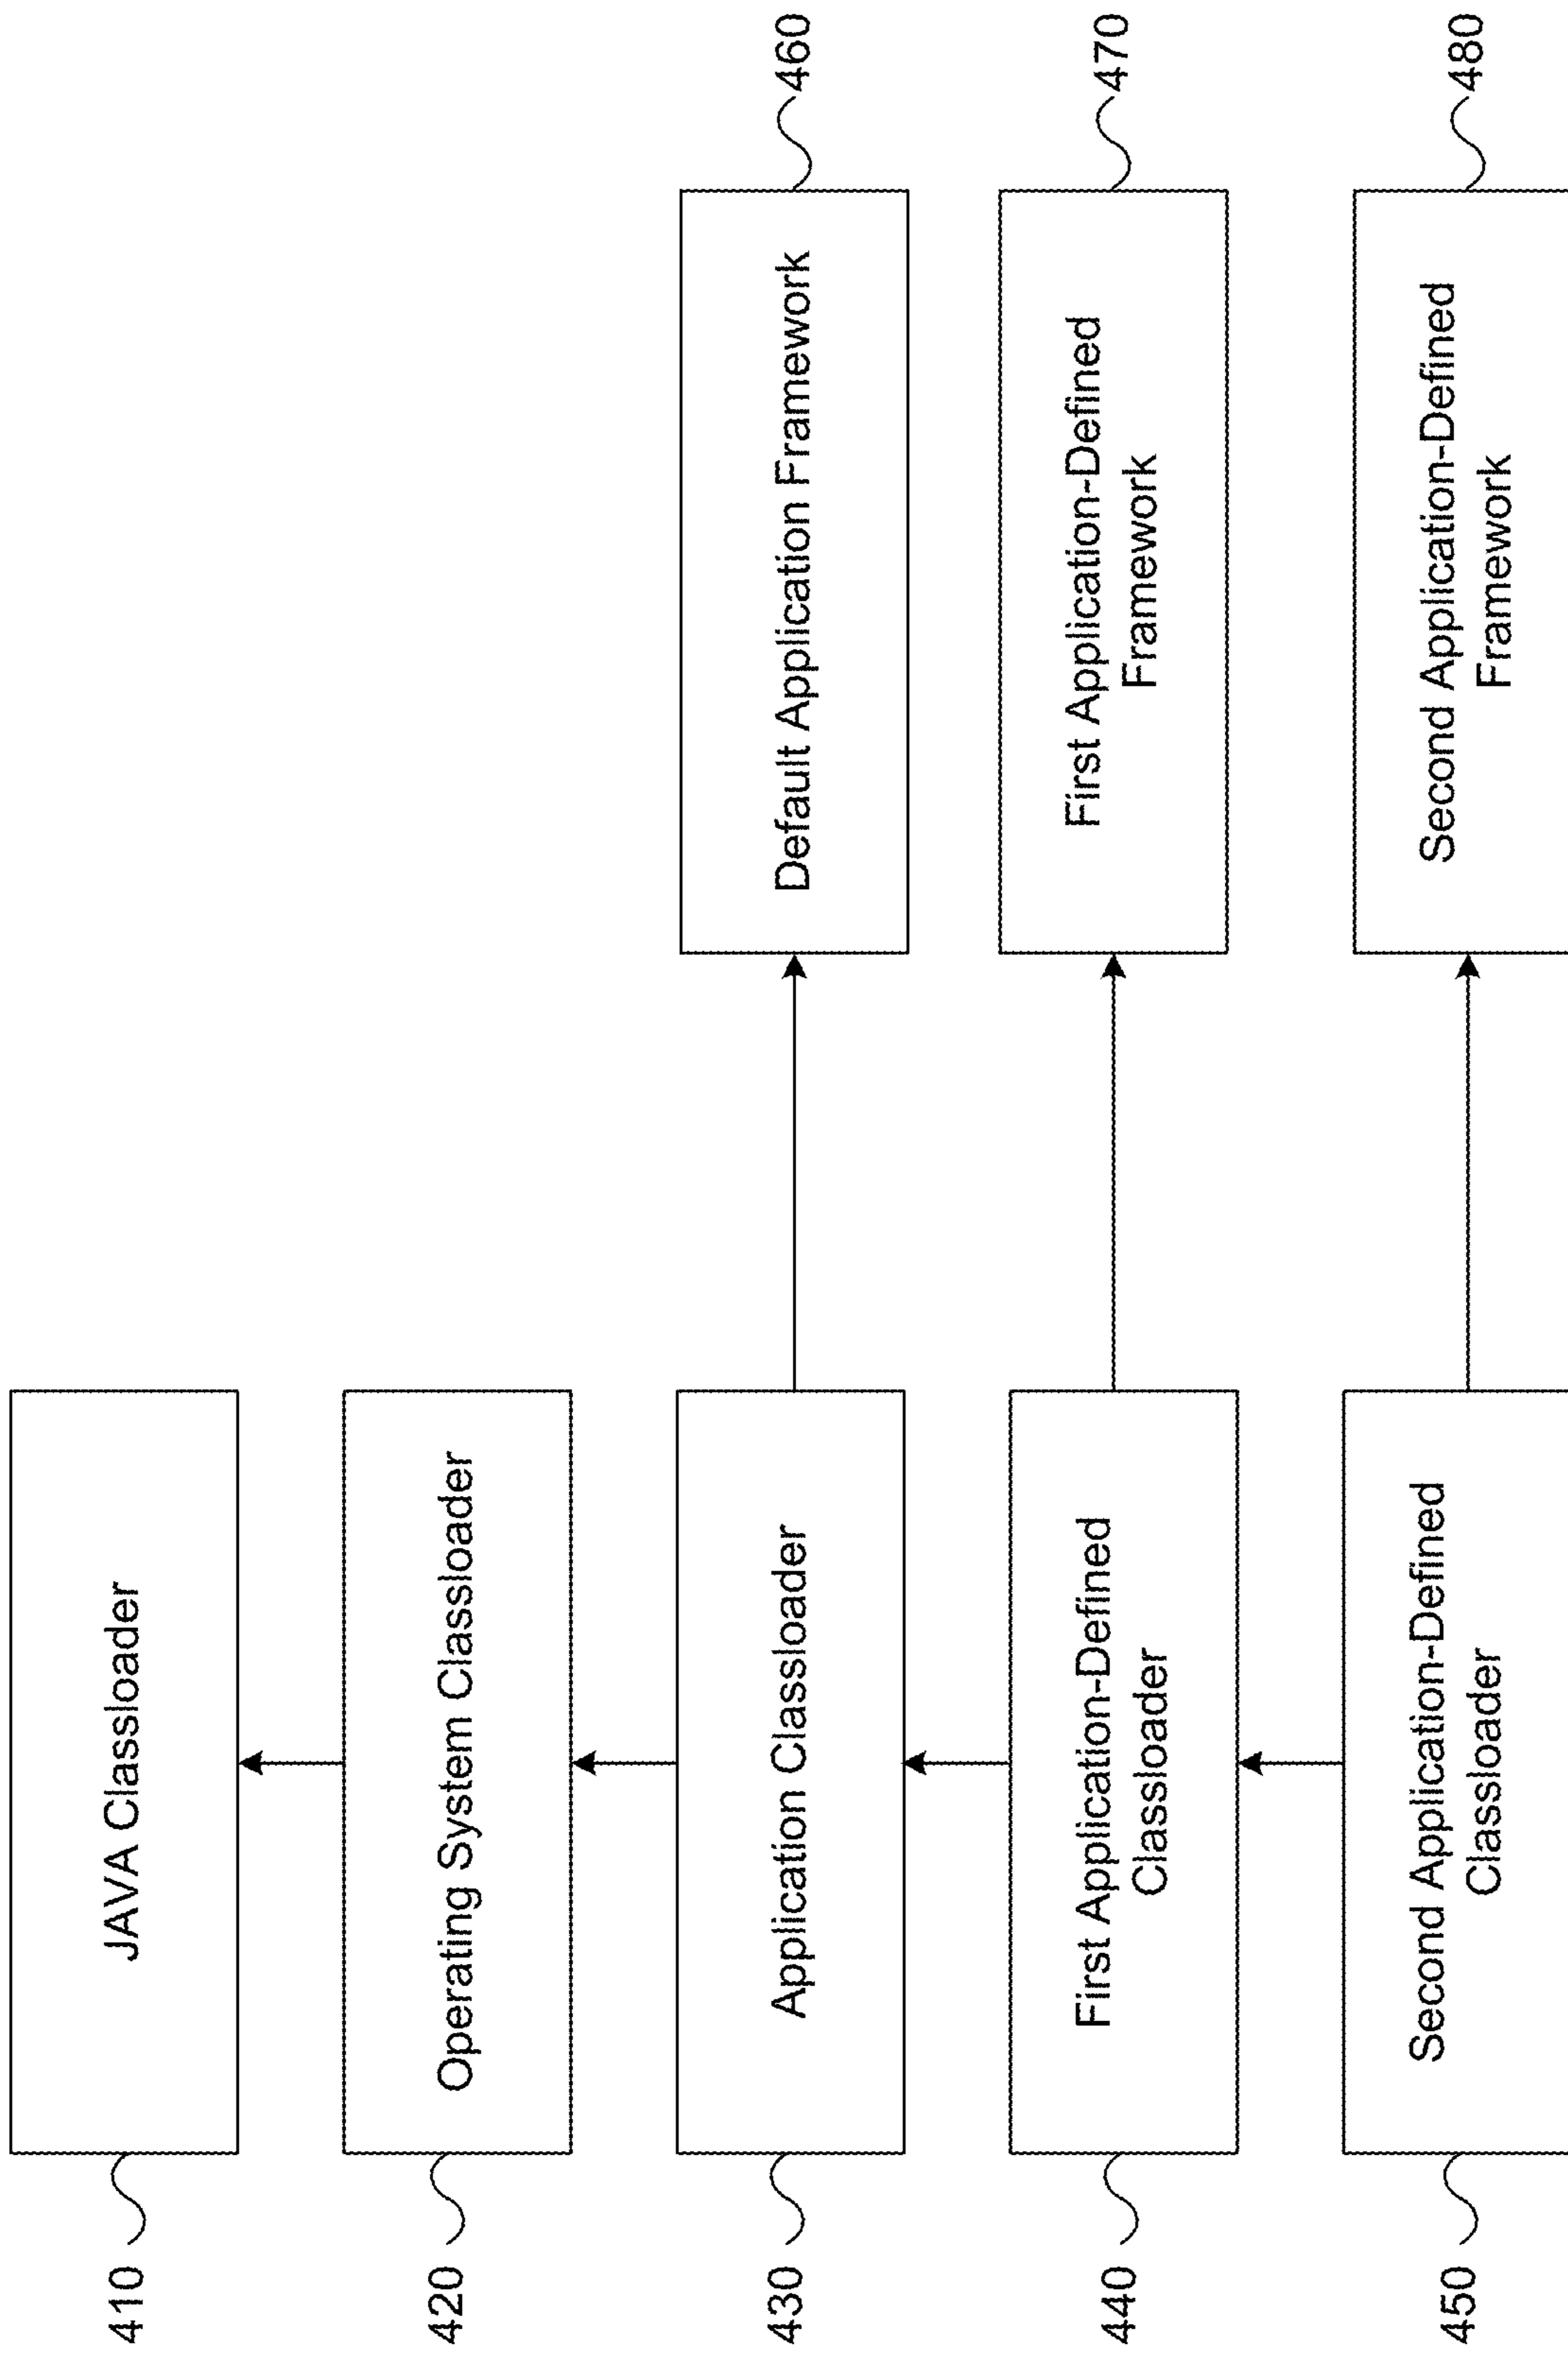 410
JAVA Classloader
420
Operating System Classloader
430
Application Classloader
Default Application Framework
460
440
First Application-Defined
Classloader
First Application-Defined
Framework
470
450
Second Application-Defined
Classloader
Second Application-Defined
Framework
480